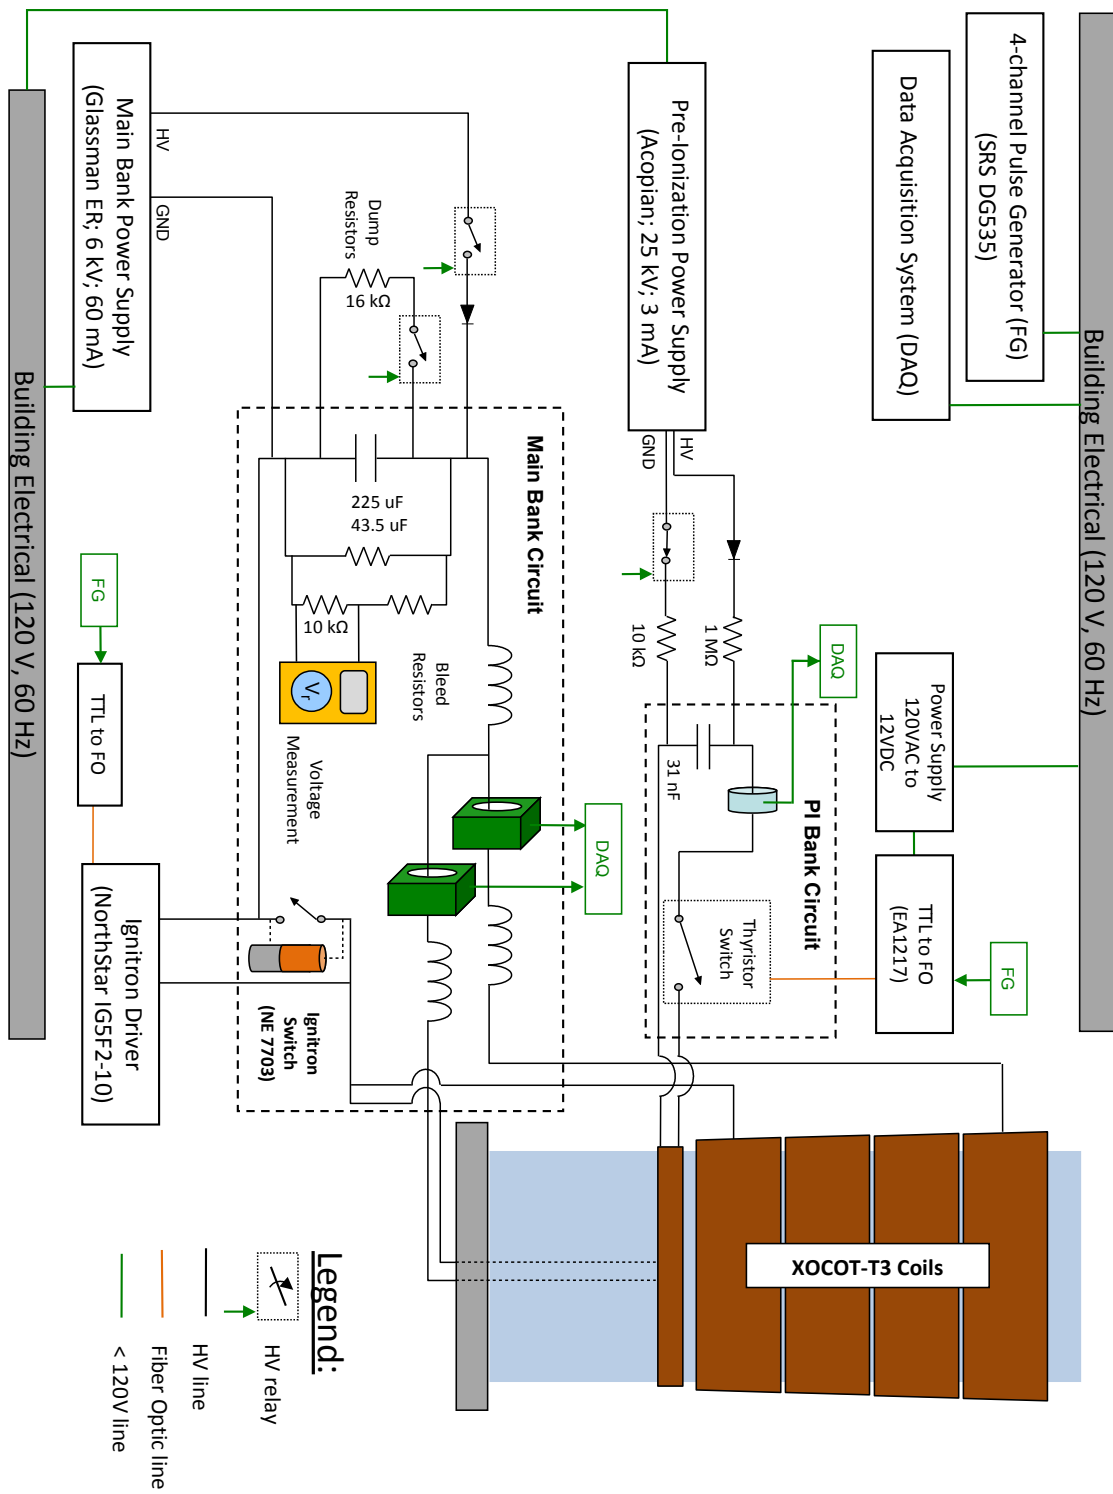 Building Electrical (120 V, 60 Hz)
4-channel Pulse Generator (FG)
(SRS DG535)
Data Acquisition System (DAQ)
Power Supply
120VAC to
12VDC
TTL to FO
(EA1217)
FG
DAQ
Pre-Ionization Power Supply
(Acopian; 25 kV; 3 mA)
HV
GND
1 MΩ
10 kΩ
PI Bank Circuit
31 nF
Thyristor
Switch
XOCOT-T3 Coils
Main Bank Circuit
DAQ
Dump
Resistors
16 kΩ
225 uF
43.5 uF
10 kΩ
Bleed
Resistors
V_r
Voltage
Measurement
Ignitron
Switch
(NE 7703)
Main Bank Power Supply
(Glassman ER; 6 kV; 60 mA)
HV
GND
FG
TTL to FO
Ignitron Driver
(NorthStar IG5F2-10)
Building Electrical (120 V, 60 Hz)
Legend:
HV relay
HV line
Fiber Optic line
< 120V line